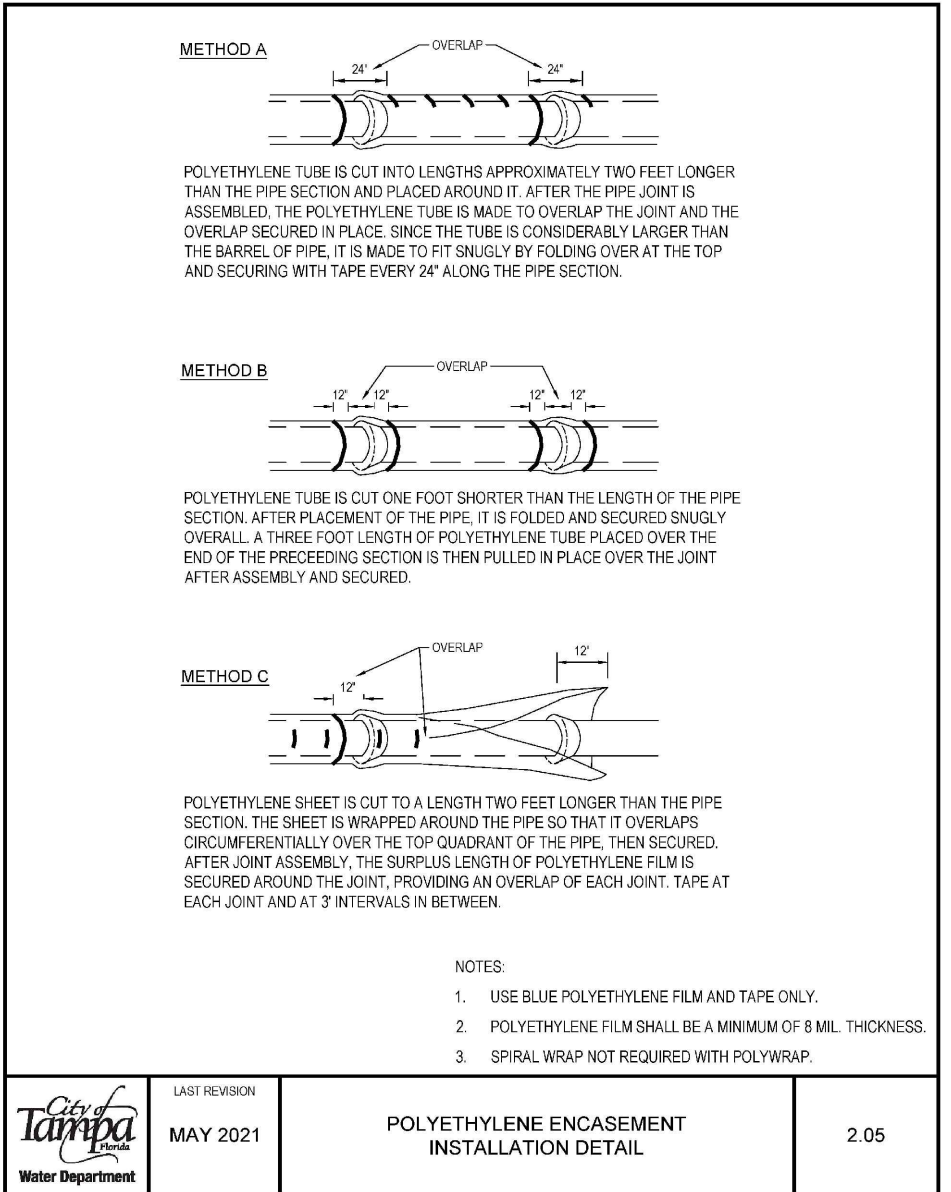 METHOD A
OVERLAP
24" 24"
POLYETHYLENE TUBE IS CUT INTO LENGTHS APPROXIMATELY TWO FEET LONGER
THAN THE PIPE SECTION AND PLACED AROUND IT. AFTER THE PIPE JOINT IS
ASSEMBLED, THE POLYETHYLENE TUBE IS MADE TO OVERLAP THE JOINT AND THE
OVERLAP SECURED IN PLACE. SINCE THE TUBE IS CONSIDERABLY LARGER THAN
THE BARREL OF PIPE, IT IS MADE TO FIT SNUGLY BY FOLDING OVER AT THE TOP
AND SECURING WITH TAPE EVERY 24" ALONG THE PIPE SECTION.
METHOD B
OVERLAP
12" 12" 12" 12"
POLYETHYLENE TUBE IS CUT ONE FOOT SHORTER THAN THE LENGTH OF THE PIPE
SECTION. AFTER PLACEMENT OF THE PIPE, IT IS FOLDED AND SECURED SNUGLY
OVERALL. A THREE FOOT LENGTH OF POLYETHYLENE TUBE PLACED OVER THE
END OF THE PRECEEDING SECTION IS THEN PULLED IN PLACE OVER THE JOINT
AFTER ASSEMBLY AND SECURED.
METHOD C
OVERLAP
12"
12"
POLYETHYLENE SHEET IS CUT TO A LENGTH TWO FEET LONGER THAN THE PIPE
SECTION. THE SHEET IS WRAPPED AROUND THE PIPE SO THAT IT OVERLAPS
CIRCUMFERENTIALLY OVER THE TOP QUADRANT OF THE PIPE, THEN SECURED.
AFTER JOINT ASSEMBLY, THE SURPLUS LENGTH OF POLYETHYLENE FILM IS
SECURED AROUND THE JOINT, PROVIDING AN OVERLAP OF EACH JOINT. TAPE AT
EACH JOINT AND AT 3' INTERVALS IN BETWEEN.
NOTES:
1. USE BLUE POLYETHYLENE FILM AND TAPE ONLY.
2. POLYETHYLENE FILM SHALL BE A MINIMUM OF 8 MIL. THICKNESS.
3. SPIRAL WRAP NOT REQUIRED WITH POLYWRAP.
City of
Tampa
Florida
Water Department
LAST REVISION
MAY 2021
POLYETHYLENE ENCASEMENT
INSTALLATION DETAIL
2.05